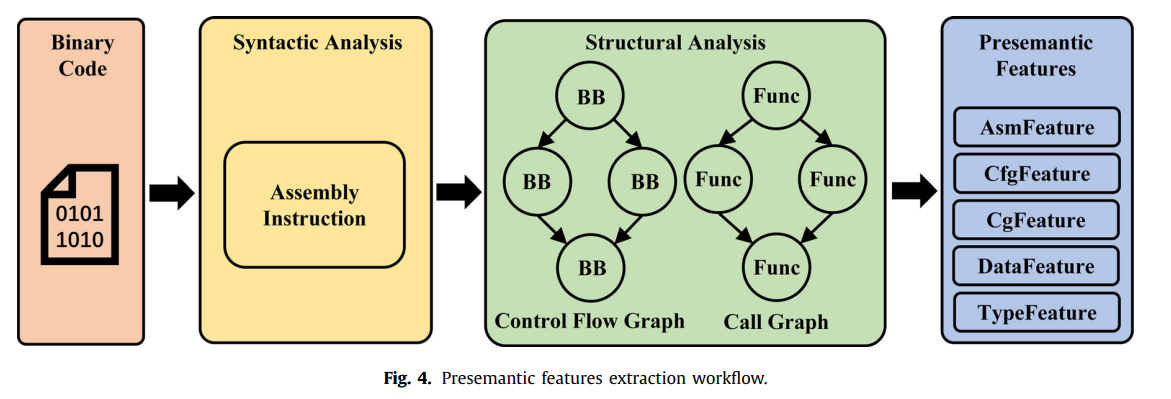 Binary
Code
0101
1010
Syntactic Analysis
Assembly
Instruction
Structural Analysis
BB
BB
BB
BB
Control Flow Graph
Func
Func
Func
Func
Call Graph
Presemantic
Features
AsmFeature
CfgFeature
CgFeature
DataFeature
TypeFeature
Fig. 4. Presemantic features extraction workflow.